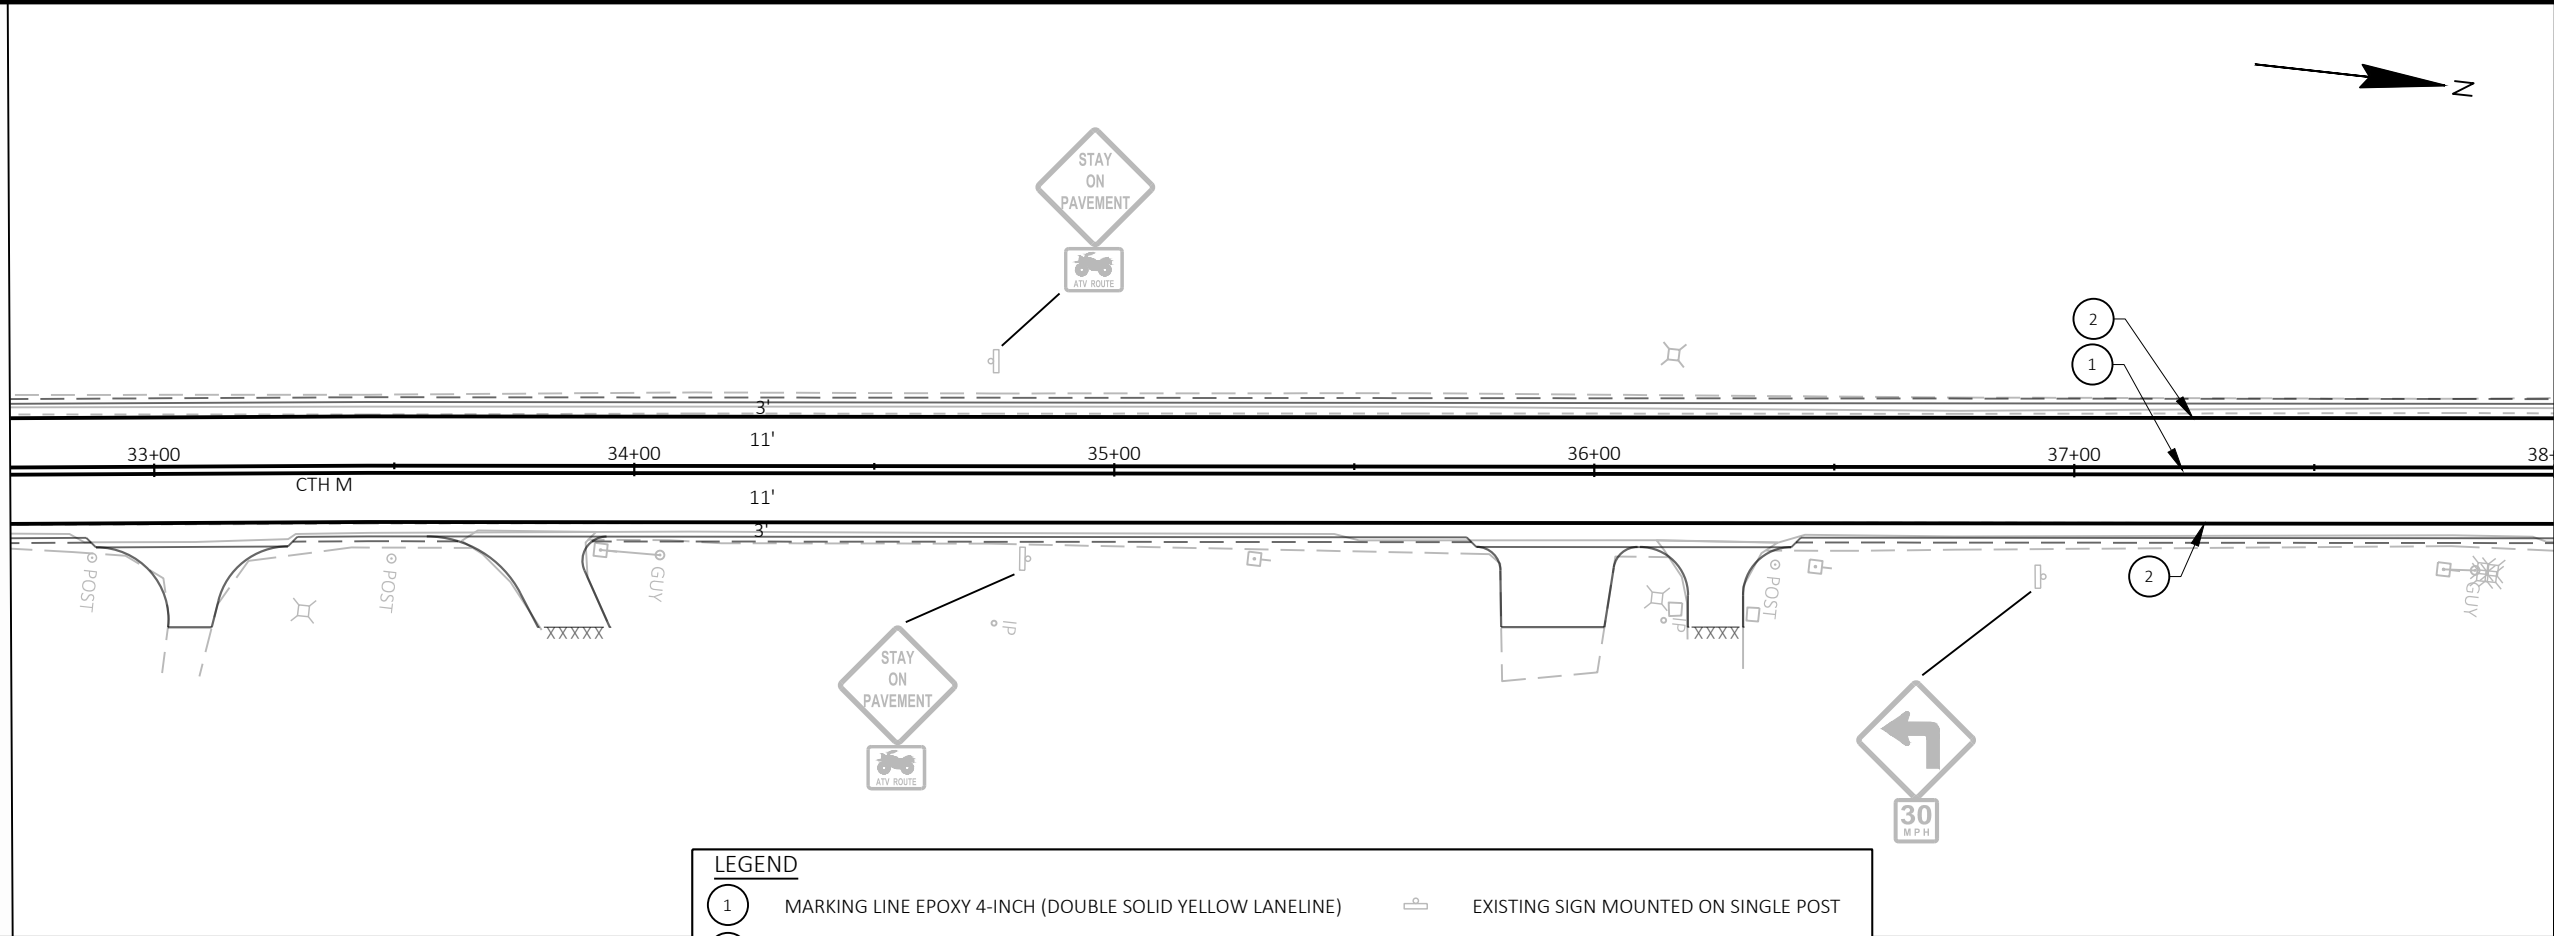 N
STAY
ON
PAVEMENT
ATV ROUTE
2
1
3'
11'
33+00
34+00
35+00
36+00
37+00
38-
CTH M
11'
3'
POST
POST
GUY
IP
IP
POST
2
GUY
XXXXX
XXXX
STAY
ON
PAVEMENT
ATV ROUTE
30
MPH
LEGEND
1 MARKING LINE EPOXY 4-INCH (DOUBLE SOLID YELLOW LANELINE)
EXISTING SIGN MOUNTED ON SINGLE POST